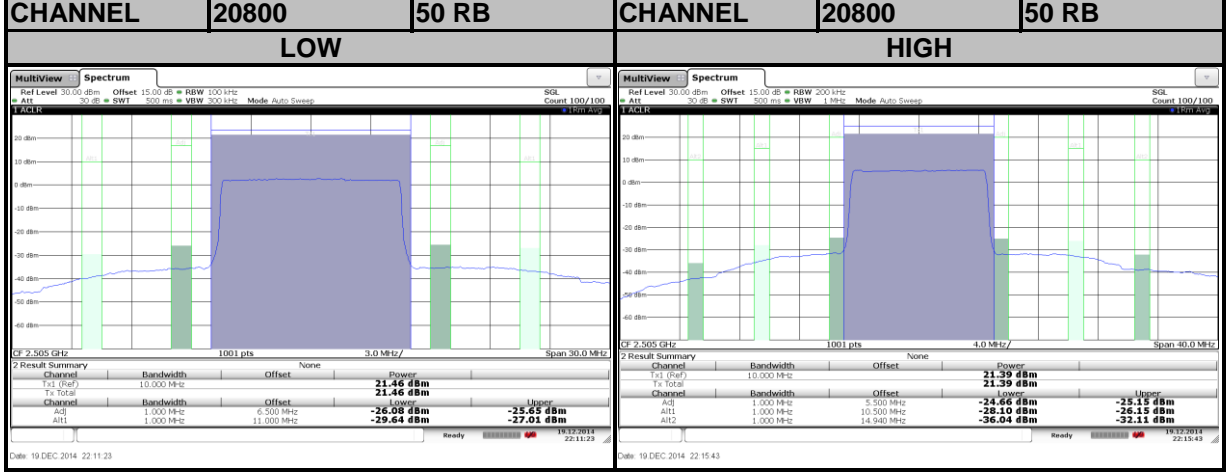 CHANNEL 20800 50 RB CHANNEL 20800 50 RB
LOW HIGH
MultiView Spectrum
Ref Level 30.00 dBm Offset 15.00 dB RBW 100 kHz SGL
Att 30 dB SWT 500 ms VBW 300 kHz Mode Auto Sweep Count 100/100
1 ACLR 1Rm Avg
20 dBm
10 dBm
0 dBm
-10 dBm
-20 dBm
-30 dBm
-40 dBm
-50 dBm
-60 dBm
CF 2.505 GHz 1001 pts 3.0 MHz/ Span 30.0 MHz
2 Result Summary None
Channel Bandwidth Offset Power
Tx1 (Ref) 10.000 MHz 21.46 dBm
Tx Total 21.46 dBm
Channel Bandwidth Offset Lower Upper
Adj 1.000 MHz 6.500 MHz -26.08 dBm -25.65 dBm
Alt1 1.000 MHz 11.000 MHz -29.64 dBm -27.01 dBm
Ready 19.12.2014
22:11:23
Date: 19.DEC.2014 22:11:23
MultiView Spectrum
Ref Level 30.00 dBm Offset 15.00 dB RBW 200 kHz SGL
Att 30 dB SWT 500 ms VBW 1 MHz Mode Auto Sweep Count 100/100
1 ACLR 1Rm Avg
20 dBm
10 dBm
0 dBm
-10 dBm
-20 dBm
-30 dBm
-40 dBm
-50 dBm
-60 dBm
CF 2.505 GHz 1001 pts 4.0 MHz/ Span 40.0 MHz
2 Result Summary None
Channel Bandwidth Offset Power
Tx1 (Ref) 10.000 MHz 21.39 dBm
Tx Total 21.39 dBm
Channel Bandwidth Offset Lower Upper
Adj 1.000 MHz 5.500 MHz -24.66 dBm -25.15 dBm
Alt1 1.000 MHz 10.500 MHz -28.10 dBm -26.15 dBm
Alt2 1.000 MHz 14.940 MHz -36.04 dBm -32.11 dBm
Ready 19.12.2014
22:15:43
Date: 19.DEC.2014 22:15:43